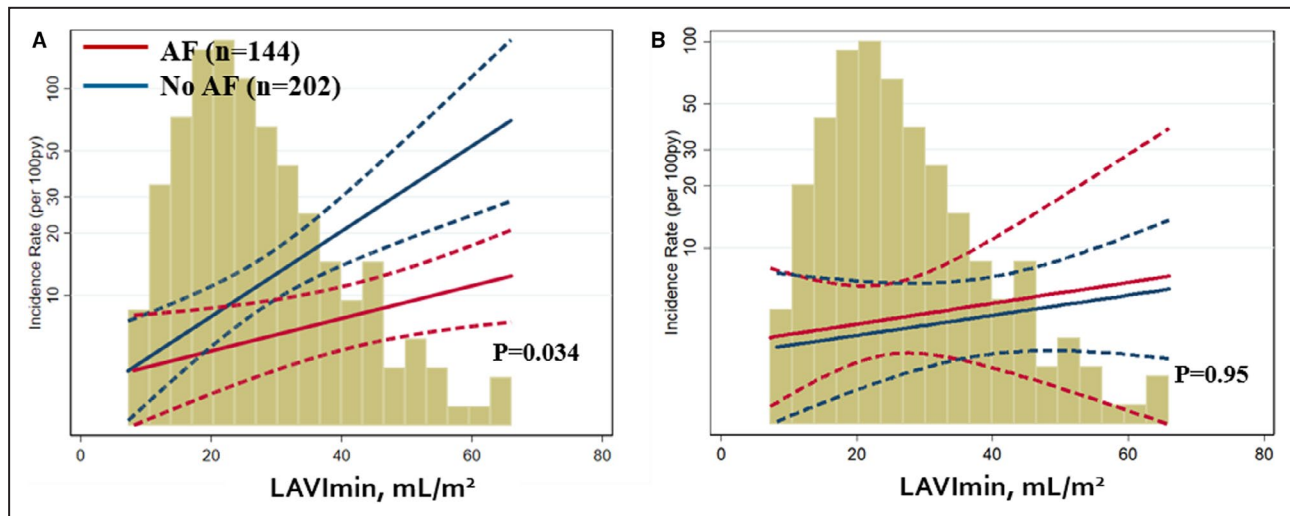 A
AF (n=144)
No AF (n=202)
Incidence Rate (per 100py)
100
30
20
10
P=0.034
0
20
40
60
80
LAVImin, mL/m²
B
Incidence Rate (per 100py)
100
50
30
20
10
P=0.95
0
20
40
60
80
LAVImin, mL/m²